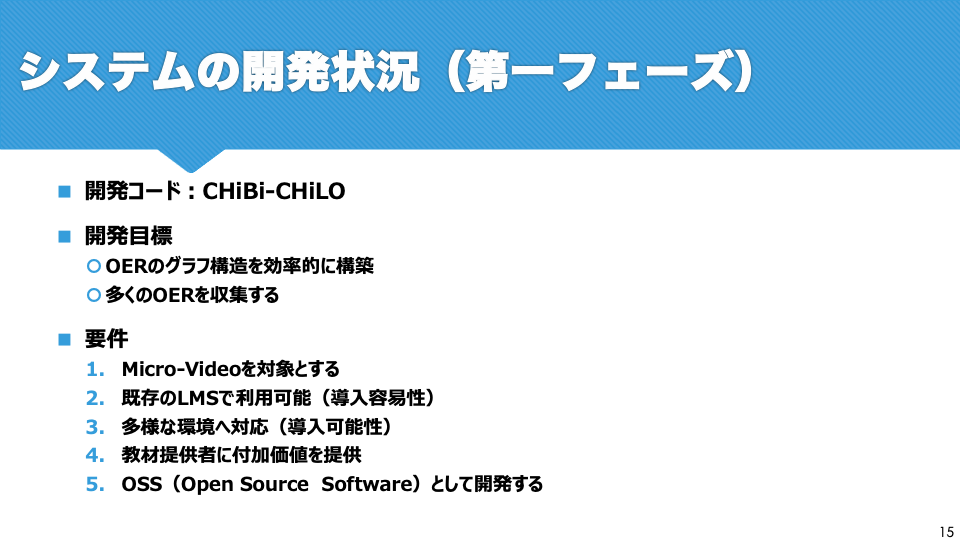 システムの開発状況（第一フェーズ）
開発コード：CHiBi-CHiLO
開発目標
OERのグラフ構造を効率的に構築
多くのOERを収集する
要件
1. Micro-Videoを対象とする
2. 既存のLMSで利用可能（導入容易性）
3. 多様な環境へ対応（導入可能性）
4. 教材提供者に付加価値を提供
5. OSS（Open Source Software）として開発する
15